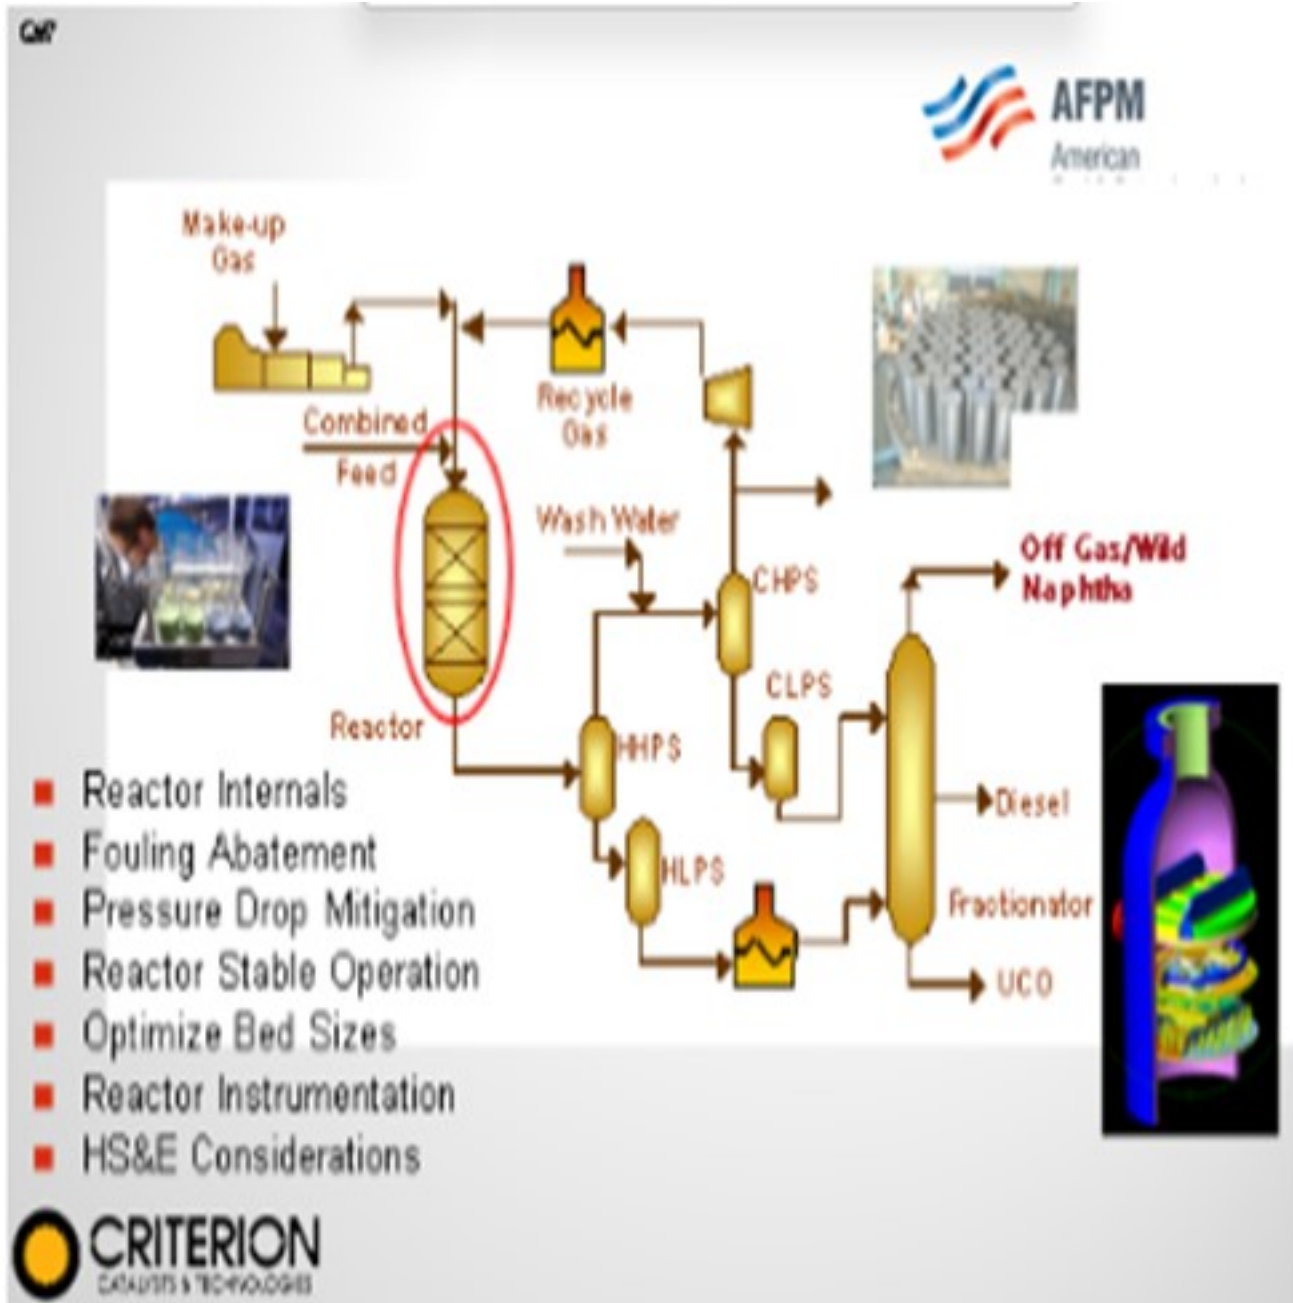 AFPM
American
Make-up
Gas
Combined
Feed
Recycle
Gas
Wash Water
CHPS
CLPS
Off Gas/Wild
Naphtha
Reactor
HHPS
HLPS
Diesel
Fractionator
UCO
Reactor Internals
Fouling Abatement
Pressure Drop Mitigation
Reactor Stable Operation
Optimize Bed Sizes
Reactor Instrumentation
HS&E Considerations
CRITERION
CATALYSTS & TECHNOLOGIES